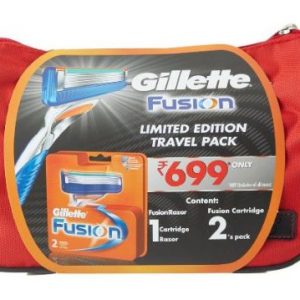 Gillette
FUSION
LIMITED EDITION
TRAVEL PACK
₹699 ONLY
Content:
Fusion Razor
1 Cartridge
Razor
Fusion Cartridge
2's pack
Gillette
FUSION
2